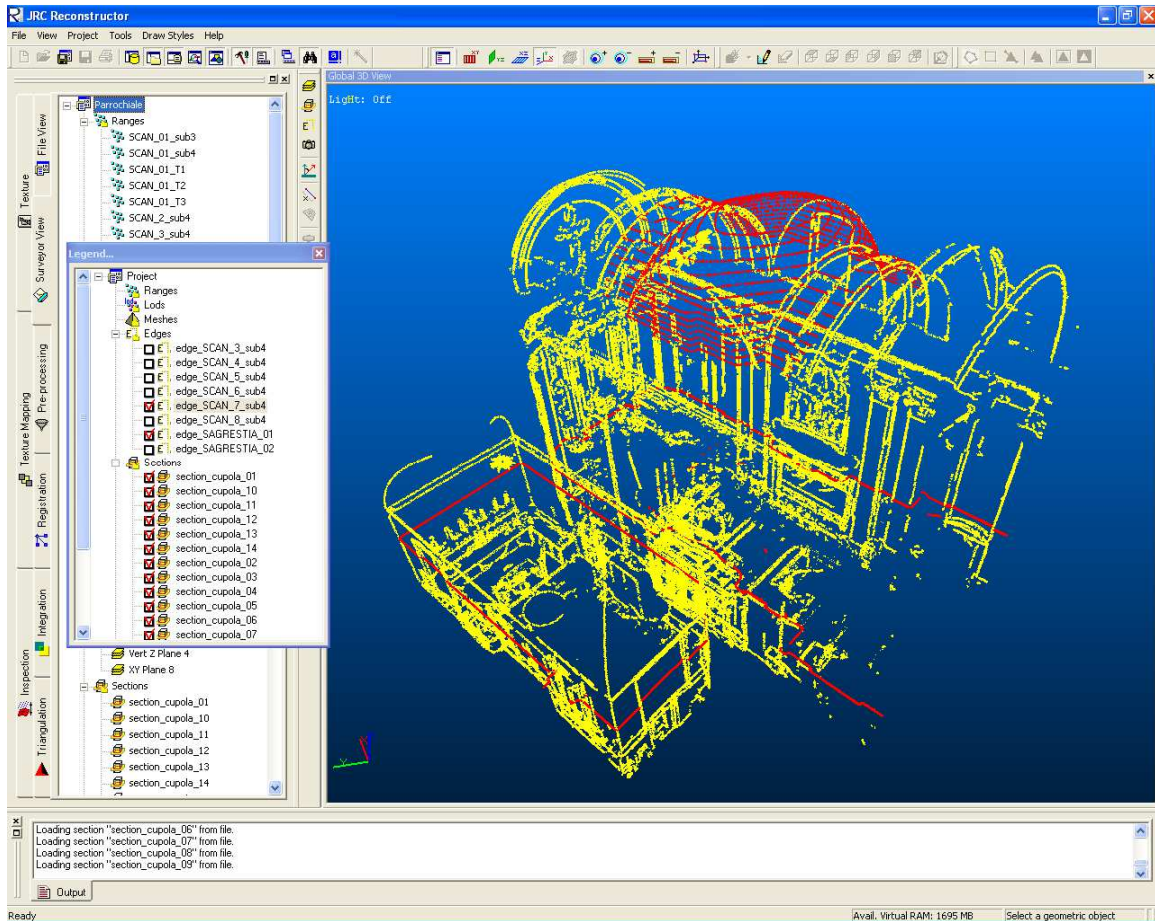 JRC Reconstructor
File View Project Tools Draw Styles Help
Global 3D View
LigHt: Off
File View
Surveyor View
Pre-processing
Registration
Integration
Triangulation
Texture
Texture Mapping
Inspection
Parrochiale
Ranges
SCAN_01_sub3
SCAN_01_sub4
SCAN_01_T1
SCAN_01_T2
SCAN_01_T3
SCAN_2_sub4
SCAN_3_sub4
Legend...
Project
Ranges
Lods
Meshes
Edges
edge_SCAN_3_sub4
edge_SCAN_4_sub4
edge_SCAN_5_sub4
edge_SCAN_6_sub4
edge_SCAN_7_sub4
edge_SCAN_8_sub4
edge_SAGRESTIA_01
edge_SAGRESTIA_02
Sections
section_cupola_01
section_cupola_10
section_cupola_11
section_cupola_12
section_cupola_13
section_cupola_14
section_cupola_02
section_cupola_03
section_cupola_04
section_cupola_05
section_cupola_06
section_cupola_07
Vert Z Plane 4
XY Plane 8
Sections
section_cupola_01
section_cupola_10
section_cupola_11
section_cupola_12
section_cupola_13
section_cupola_14
Loading section "section_cupola_06" from file.
Loading section "section_cupola_07" from file.
Loading section "section_cupola_08" from file.
Loading section "section_cupola_09" from file.
Output
Ready
Avail. Virtual RAM: 1695 MB
Select a geometric object